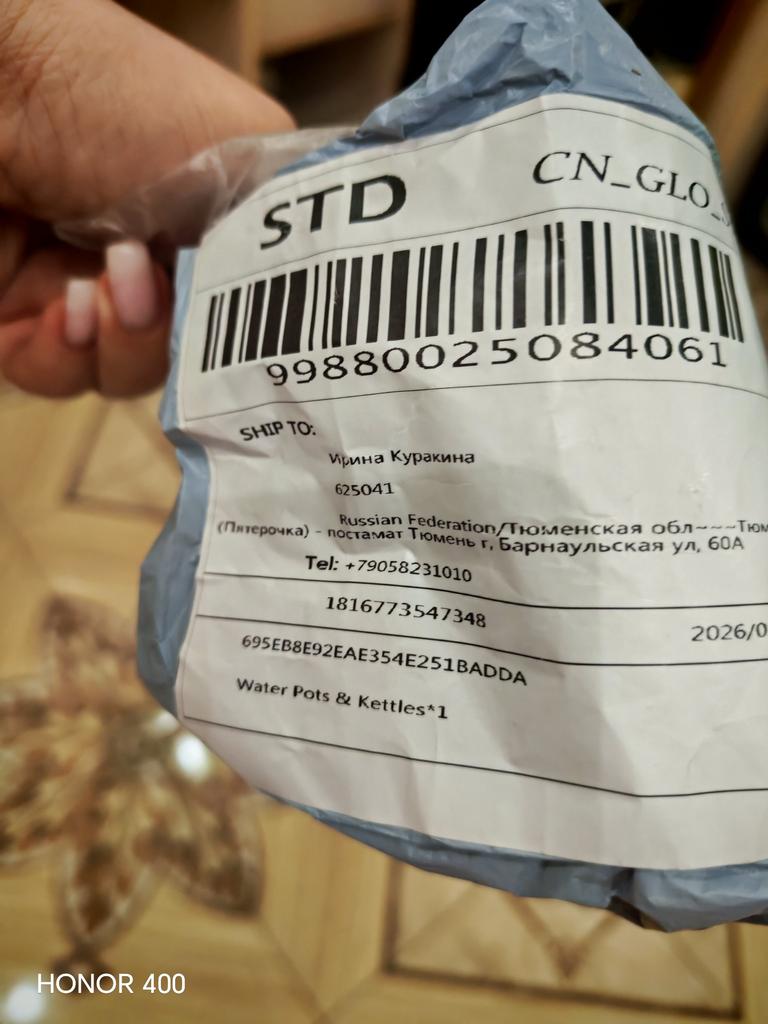 STD CN_GLO_
99880025084061
SHIP TO:
Ирина Куракина
625041
Russian Federation/Тюменская обл~~~Тюм
(Пятерочка) - постамат Тюмень г, Барнаульская ул, 60А
Tel: +79058231010
1816773547348 2026/0
695EB8E92EAE354E251BADDA
Water Pots & Kettles*1
HONOR 400